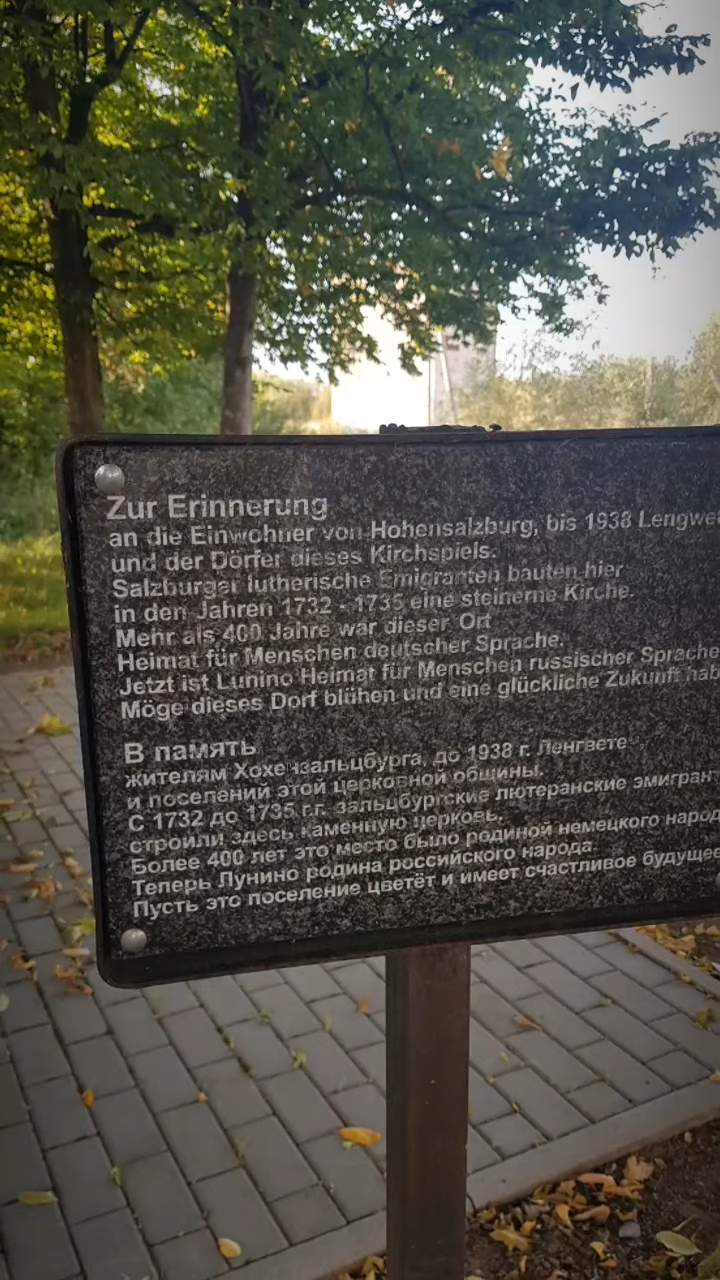 Zur Erinnerung
an die Einwohner von Hohensalzburg, bis 1938 Lengwet
und der Dörfer dieses Kirchspiels.
Salzburger lutherische Emigranten bauten hier
in den Jahren 1732 - 1735 eine steinerne Kirche.
Mehr als 400 Jahre war dieser Ort
Heimat für Menschen deutscher Sprache.
Jetzt ist Lunino Heimat für Menschen russischer Sprache
Möge dieses Dorf blühen und eine glückliche Zukunft hab
В память
жителям Хохензальцбурга, до 1938 г. Ленгвете
и поселений этой церковной общины.
С 1732 до 1735 г.г. зальцбургские лютеранские эмигран
строили здесь каменную церковь.
Более 400 лет это место было родиной немецкого народ
Теперь Лунино родина российского народа.
Пусть это поселение цветёт и имеет счастливое будущее